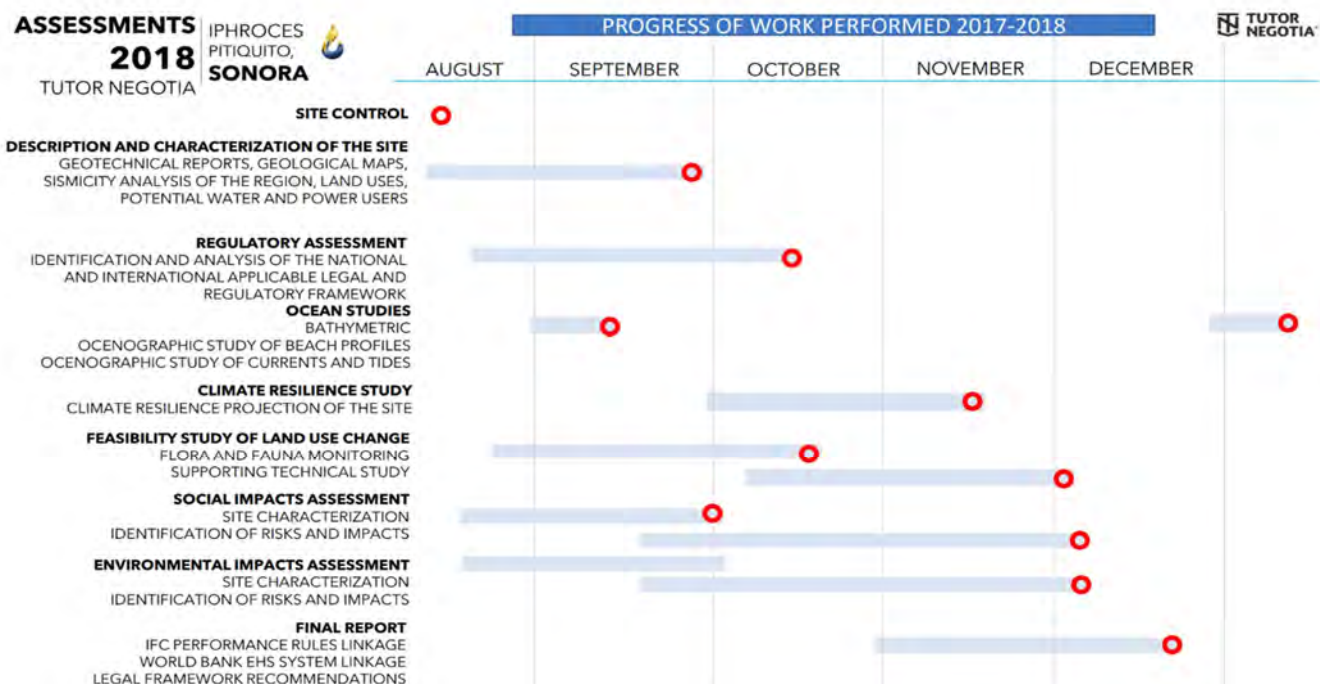 ASSESSMENTS
2018
TUTOR NEGOTIA
IPHROCES
PITIQUITO,
SONORA
PROGRESS OF WORK PERFORMED 2017-2018
TUTOR
NEGOTIA
AUGUST SEPTEMBER OCTOBER NOVEMBER DECEMBER
SITE CONTROL
DESCRIPTION AND CHARACTERIZATION OF THE SITE
GEOTECHNICAL REPORTS, GEOLOGICAL MAPS,
SISMICITY ANALYSIS OF THE REGION, LAND USES,
POTENTIAL WATER AND POWER USERS
REGULATORY ASSESSMENT
IDENTIFICATION AND ANALYSIS OF THE NATIONAL
AND INTERNATIONAL APPLICABLE LEGAL AND
REGULATORY FRAMEWORK
OCEAN STUDIES
BATHYMETRIC
OCENOGRAPHIC STUDY OF BEACH PROFILES
OCENOGRAPHIC STUDY OF CURRENTS AND TIDES
CLIMATE RESILIENCE STUDY
CLIMATE RESILIENCE PROJECTION OF THE SITE
FEASIBILITY STUDY OF LAND USE CHANGE
FLORA AND FAUNA MONITORING
SUPPORTING TECHNICAL STUDY
SOCIAL IMPACTS ASSESSMENT
SITE CHARACTERIZATION
IDENTIFICATION OF RISKS AND IMPACTS
ENVIRONMENTAL IMPACTS ASSESSMENT
SITE CHARACTERIZATION
IDENTIFICATION OF RISKS AND IMPACTS
FINAL REPORT
IFC PERFORMANCE RULES LINKAGE
WORLD BANK EHS SYSTEM LINKAGE
LEGAL FRAMEWORK RECOMMENDATIONS